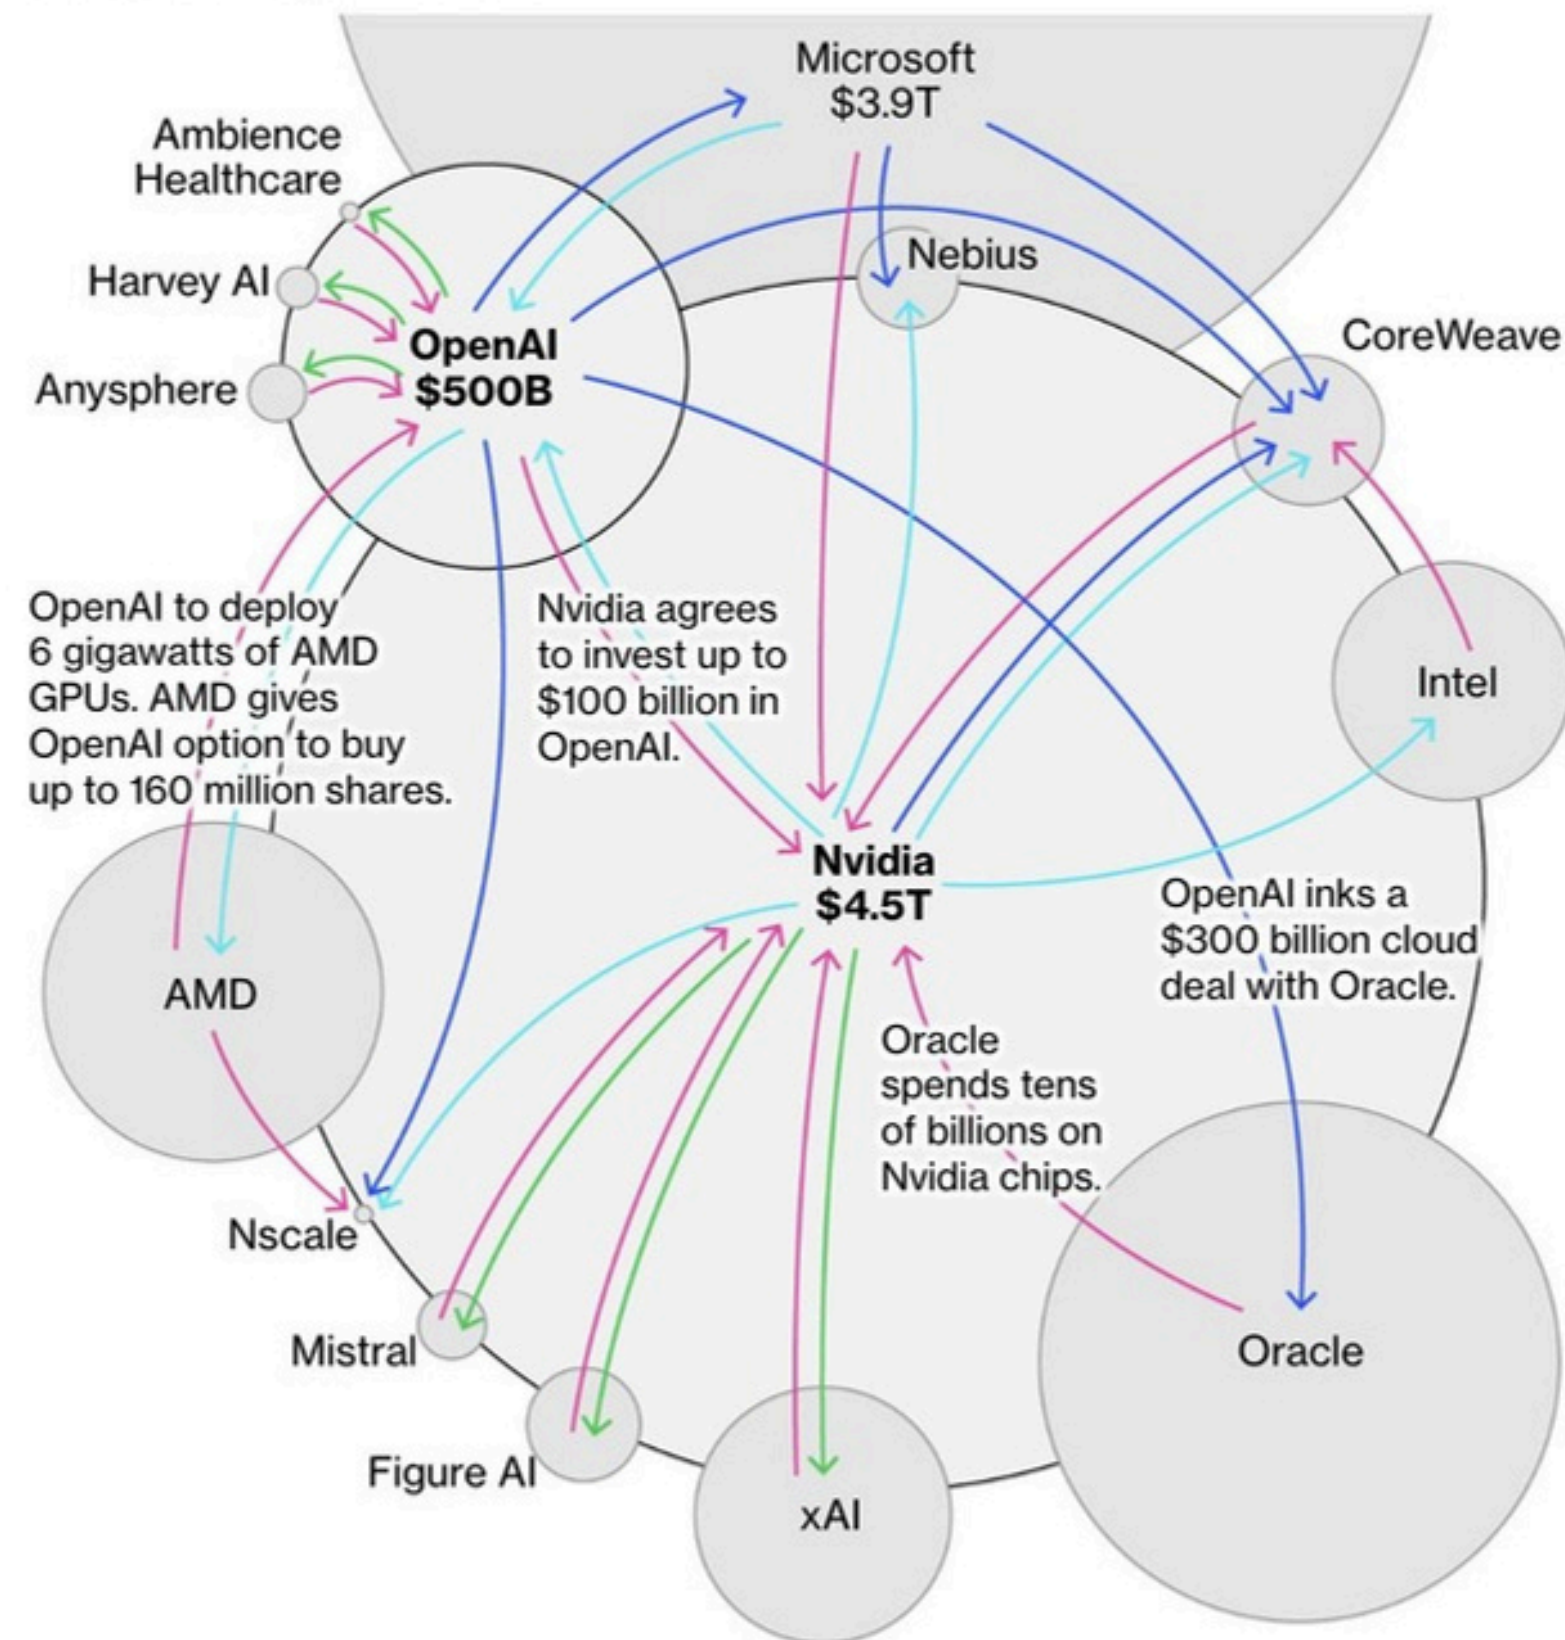 Microsoft
$3.9T
Ambience
Healthcare
Nebius
Harvey AI
CoreWeave
OpenAI
$500B
Anysphere
OpenAI to deploy
6 gigawatts of AMD
GPUs. AMD gives
OpenAI option to buy
up to 160 million shares.
Nvidia agrees
to invest up to
$100 billion in
OpenAI.
Intel
Nvidia
$4.5T
OpenAI inks a
$300 billion cloud
deal with Oracle.
AMD
Oracle
spends tens
of billions on
Nvidia chips.
Nscale
Mistral
Oracle
Figure AI
xAI